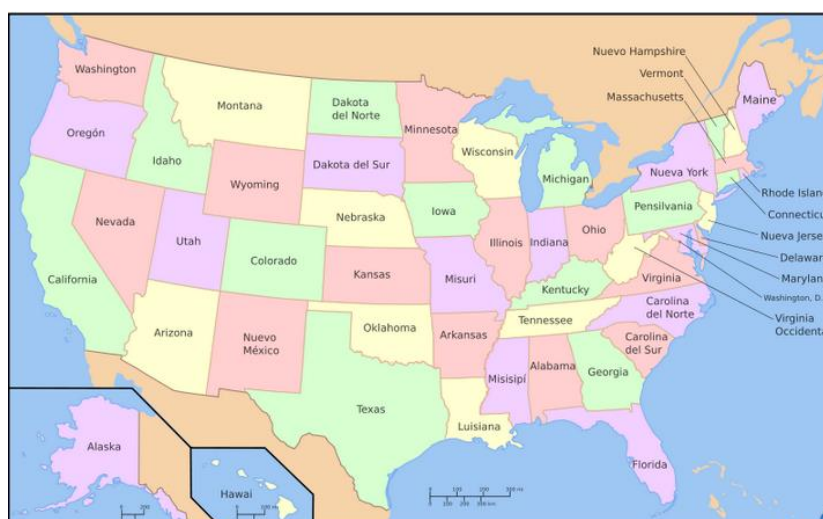 Nuevo Hampshire
Vermont
Massachusetts
Washington
Montana
Dakota
del Norte
Minnesota
Maine
Oregón
Idaho
Wisconsin
Dakota del Sur
Nueva York
Michigan
Wyoming
Rhode Islan
Pensilvania
Connecticu
Iowa
Nebraska
Nevada
Nueva Jerse
Ohio
Illinois
Indiana
Utah
Delawar
Colorado
California
Kansas
Misuri
Virginia
Marylan
Kentucky
Washington, D.
Carolina
del Norte
Virginia
Occidenta
Tennessee
Oklahoma
Arizona
Nuevo
México
Arkansas
Carolina
del Sur
Alabama
Georgia
Misisipí
Texas
Luisiana
Alaska
Florida
Hawai